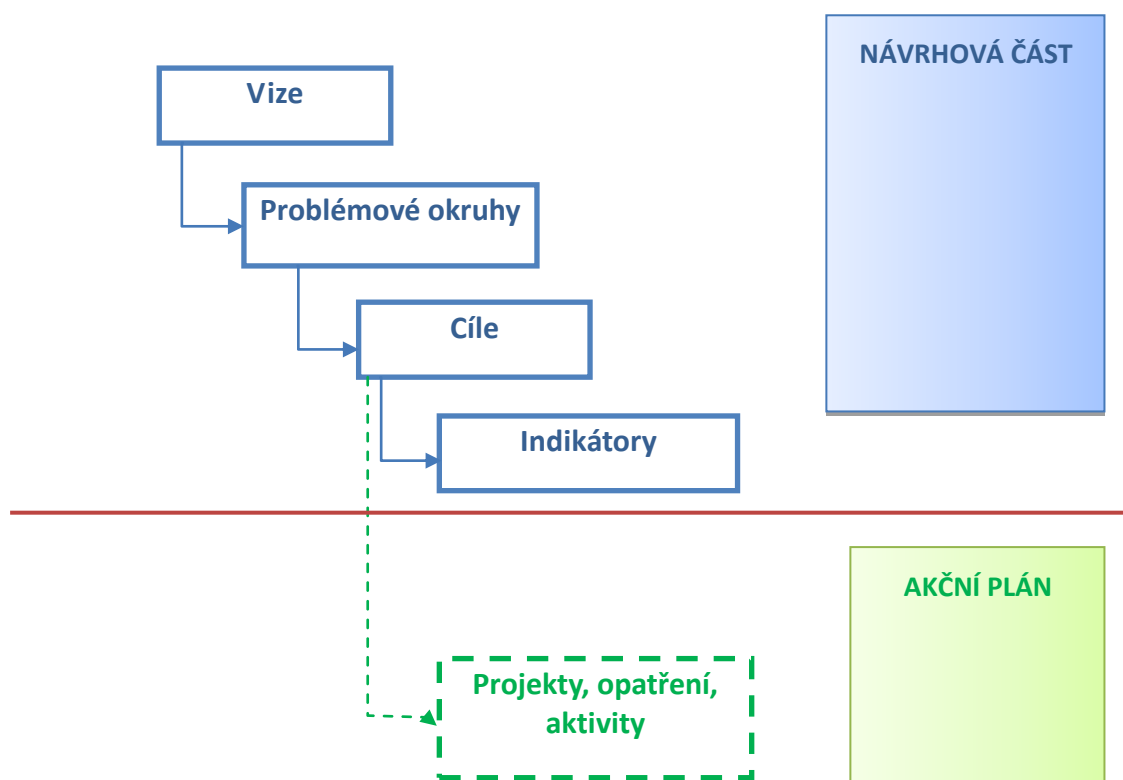 NÁVRHOVÁ ČÁST
Vize
Problémové okruhy
Cíle
Indikátory
AKČNÍ PLÁN
Projekty, opatření,
aktivity